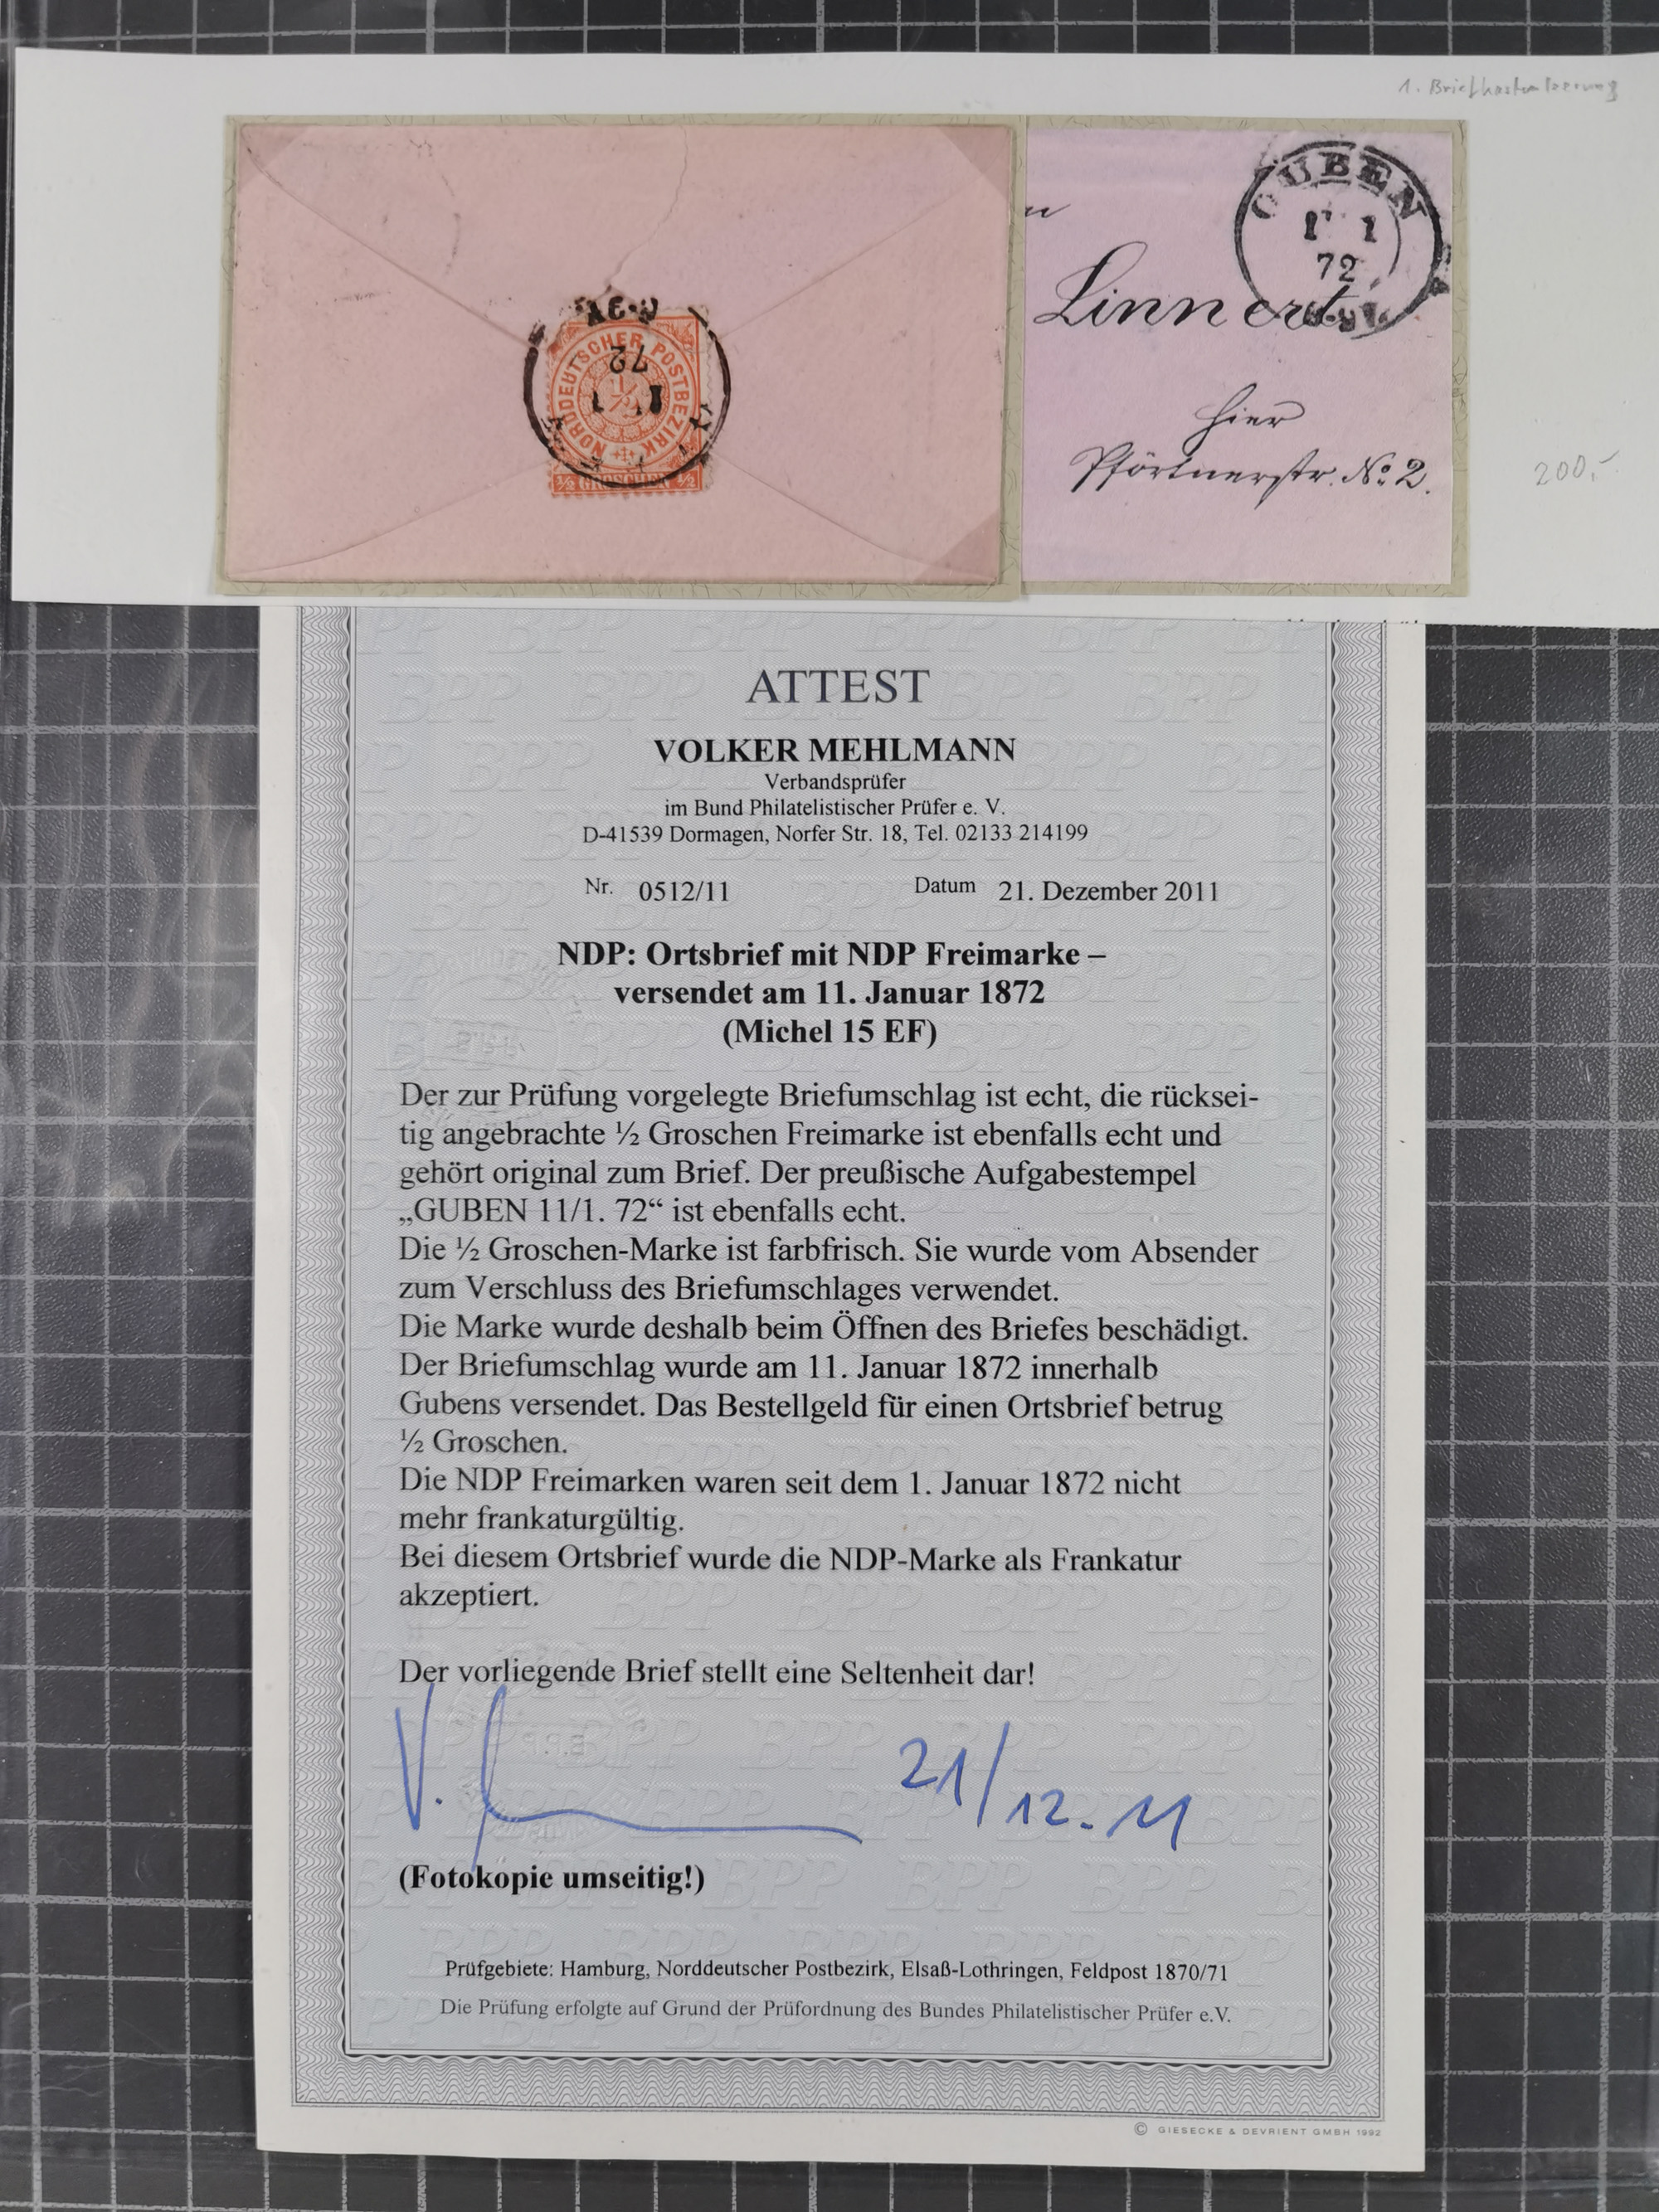 1. Briefkastenleerung
GUBEN
1
72
NORDDEUTSCHER POSTBEZIRK
1/2
72
½ GROSCHEN ½
Linnert
hier
Pförtnerstr. No 2.
200,-
ATTEST
VOLKER MEHLMANN
Verbandsprüfer
im Bund Philatelistischer Prüfer e. V.
D-41539 Dormagen, Norfer Str. 18, Tel. 02133 214199
Nr. 0512/11 Datum 21. Dezember 2011
NDP: Ortsbrief mit NDP Freimarke –
versendet am 11. Januar 1872
(Michel 15 EF)
Der zur Prüfung vorgelegte Briefumschlag ist echt, die rücksei-
tig angebrachte ½ Groschen Freimarke ist ebenfalls echt und
gehört original zum Brief. Der preußische Aufgabestempel
„GUBEN 11/1. 72“ ist ebenfalls echt.
Die ½ Groschen-Marke ist farbfrisch. Sie wurde vom Absender
zum Verschluss des Briefumschlages verwendet.
Die Marke wurde deshalb beim Öffnen des Briefes beschädigt.
Der Briefumschlag wurde am 11. Januar 1872 innerhalb
Gubens versendet. Das Bestellgeld für einen Ortsbrief betrug
½ Groschen.
Die NDP Freimarken waren seit dem 1. Januar 1872 nicht
mehr frankaturgültig.
Bei diesem Ortsbrief wurde die NDP-Marke als Frankatur
akzeptiert.
Der vorliegende Brief stellt eine Seltenheit dar!
21/12.11
(Fotokopie umseitig!)
Prüfgebiete: Hamburg, Norddeutscher Postbezirk, Elsaß-Lothringen, Feldpost 1870/71
Die Prüfung erfolgte auf Grund der Prüfordnung des Bundes Philatelistischer Prüfer e.V.
© GIESECKE & DEVRIENT GMBH 1992